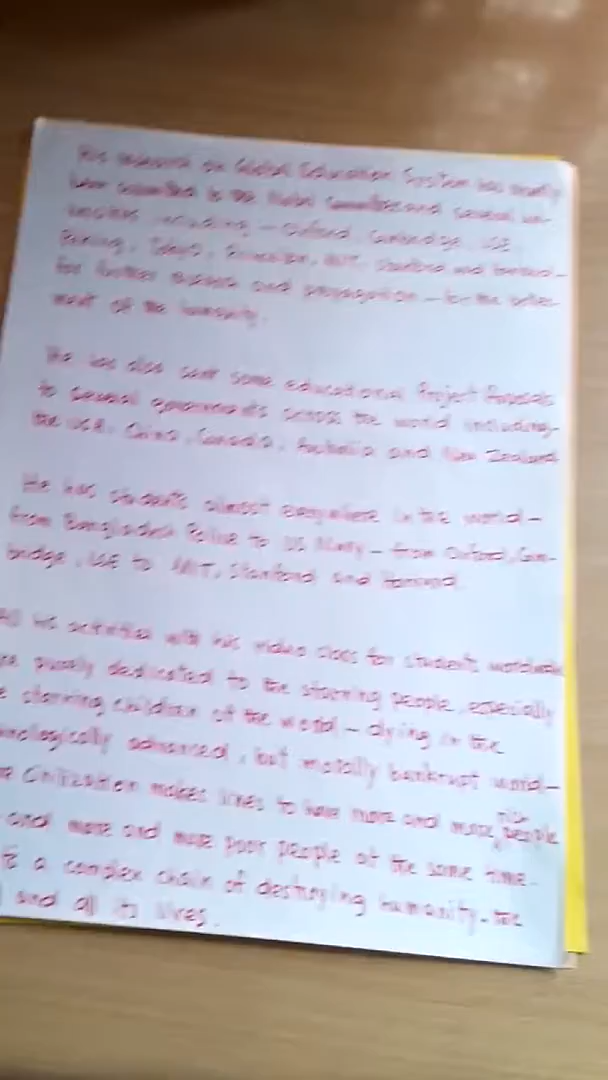 His research on Global Education System has
been submitted to the Nobel Committee and several
including - Oxford, Cambridge, LSE,
Tokyo, Princeton, MIT, Stanford and
for further research and propagation - for the
ment of the humanity.
He has also sent some educational Project Proposals
to several governments across the world including
the USA, China, Canada, Australia and New Zealand
He has students almost everywhere in the world -
from Bangladesh Police to US Navy - from Oxford, Cam-
bridge, LSE to MIT, Stanford and Harvard.
All his activities with his video class for students worldwide
purely dedicated to the starving people, especially
starving children of the world - dying in the
nologically advanced, but morally bankrupt world -
Civilization makes lines to have more and more rich people
and more and more poor people at the same time.
is a complex chain of destroying humanity - the
and all its lives.